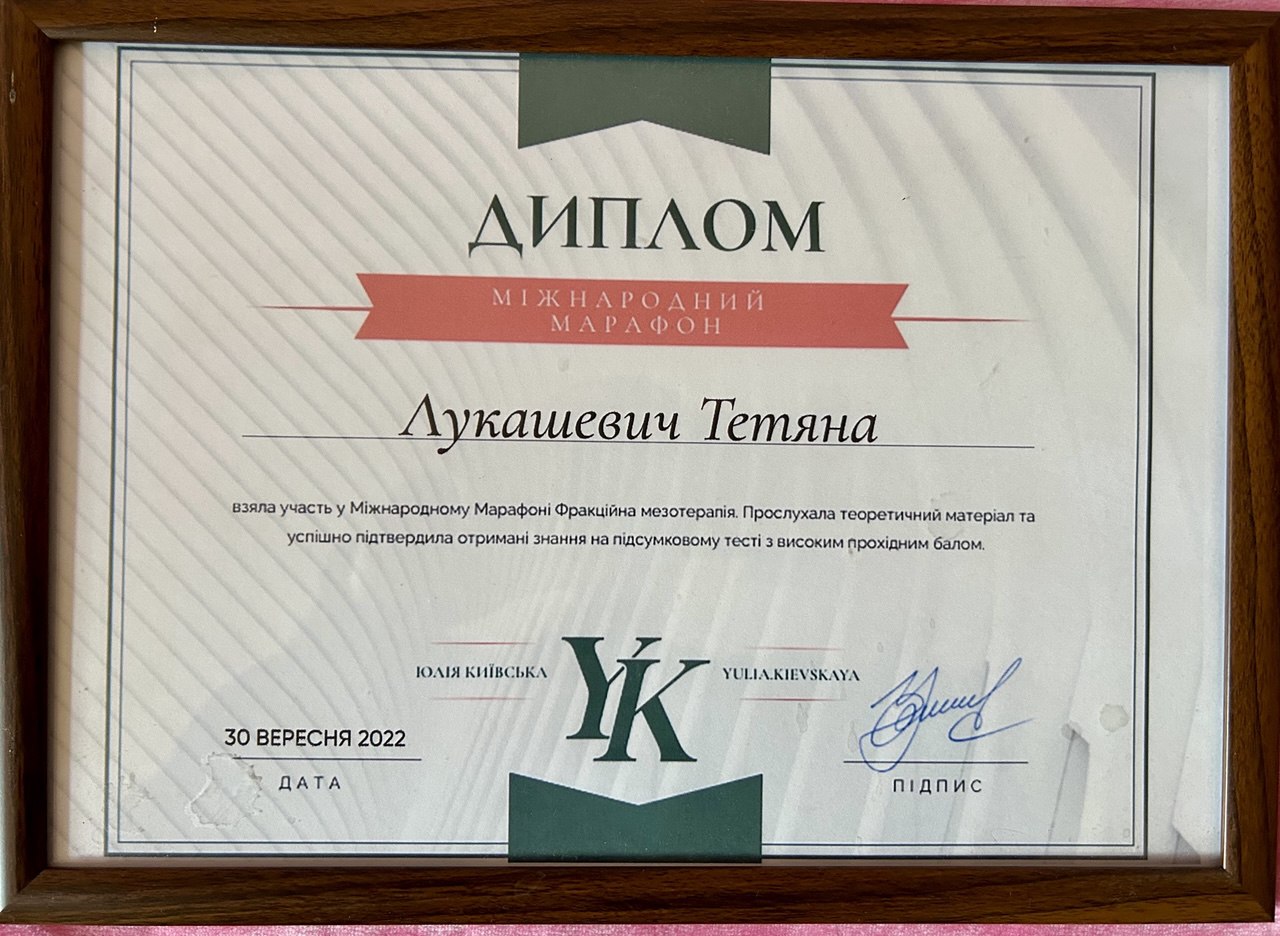 ДИПЛОМ
МІЖНАРОДНИЙ
МАРАФОН
Лукашевич Тетяна
взяла участь у Міжнародному Марафоні Фракційна мезотерапія. Прослухала теоретичний матеріал та
успішно підтвердила отримані знання на підсумковому тесті з високим прохідним балом.
ЮЛІЯ КИЇВСЬКА
YK
YULIA.KIEVSKAYA
30 ВЕРЕСНЯ 2022
ДАТА
ПІДПИС